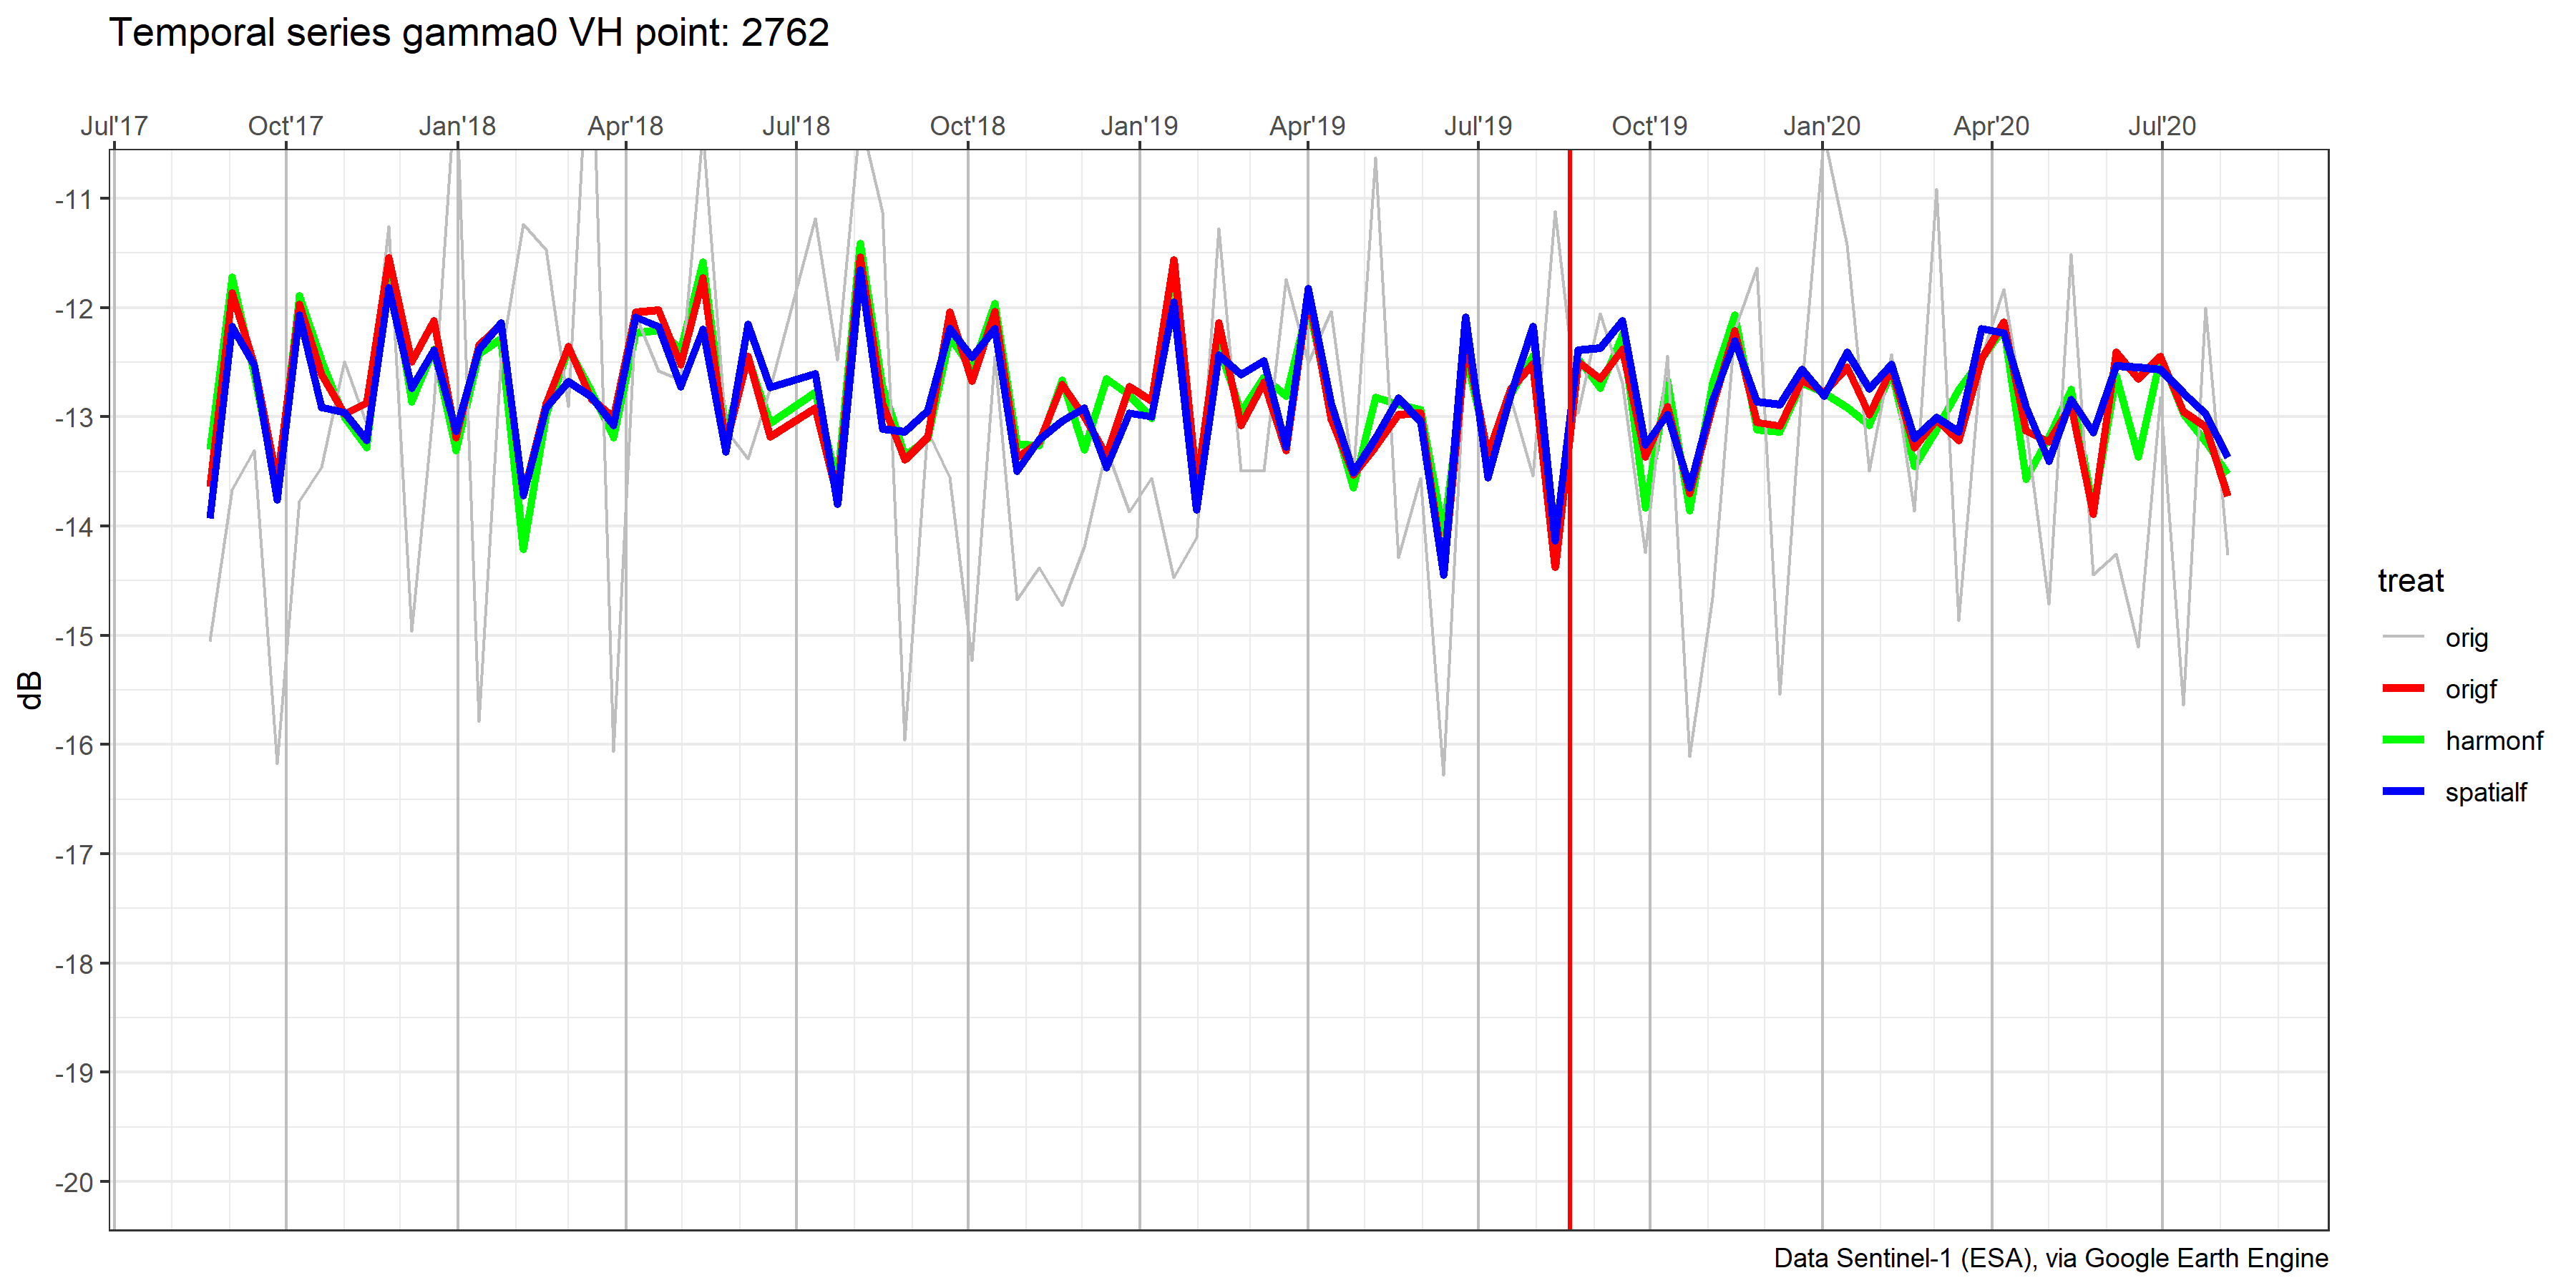 Temporal series gamma0 VH point: 2762
Jul'17 Oct'17 Jan'18 Apr'18 Jul'18 Oct'18 Jan'19 Apr'19 Jul'19 Oct'19 Jan'20 Apr'20 Jul'20
-11
-12
-13
-14
-15
-16
-17
-18
-19
-20
dB
treat
orig
origf
harmonf
spatialf
Data Sentinel-1 (ESA), via Google Earth Engine